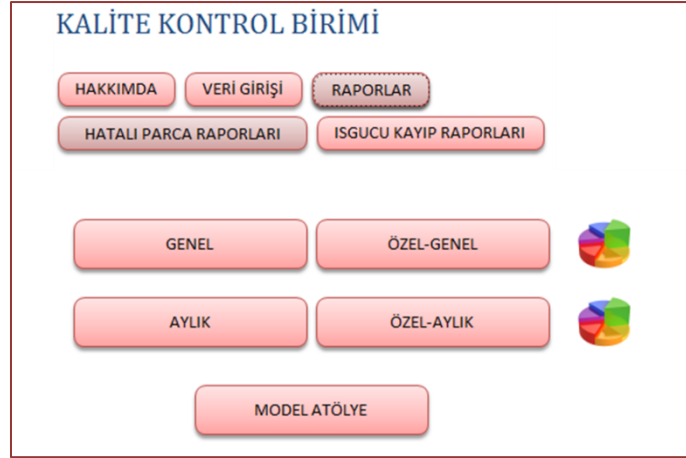 KALİTE KONTROL BİRİMİ
HAKKIMDA VERİ GİRİŞİ RAPORLAR
HATALI PARCA RAPORLARI ISGUCU KAYIP RAPORLARI
GENEL ÖZEL-GENEL
AYLIK ÖZEL-AYLIK
MODEL ATÖLYE